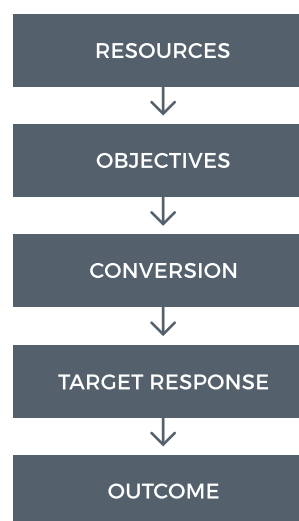 RESOURCES
OBJECTIVES
CONVERSION
TARGET RESPONSE
OUTCOME